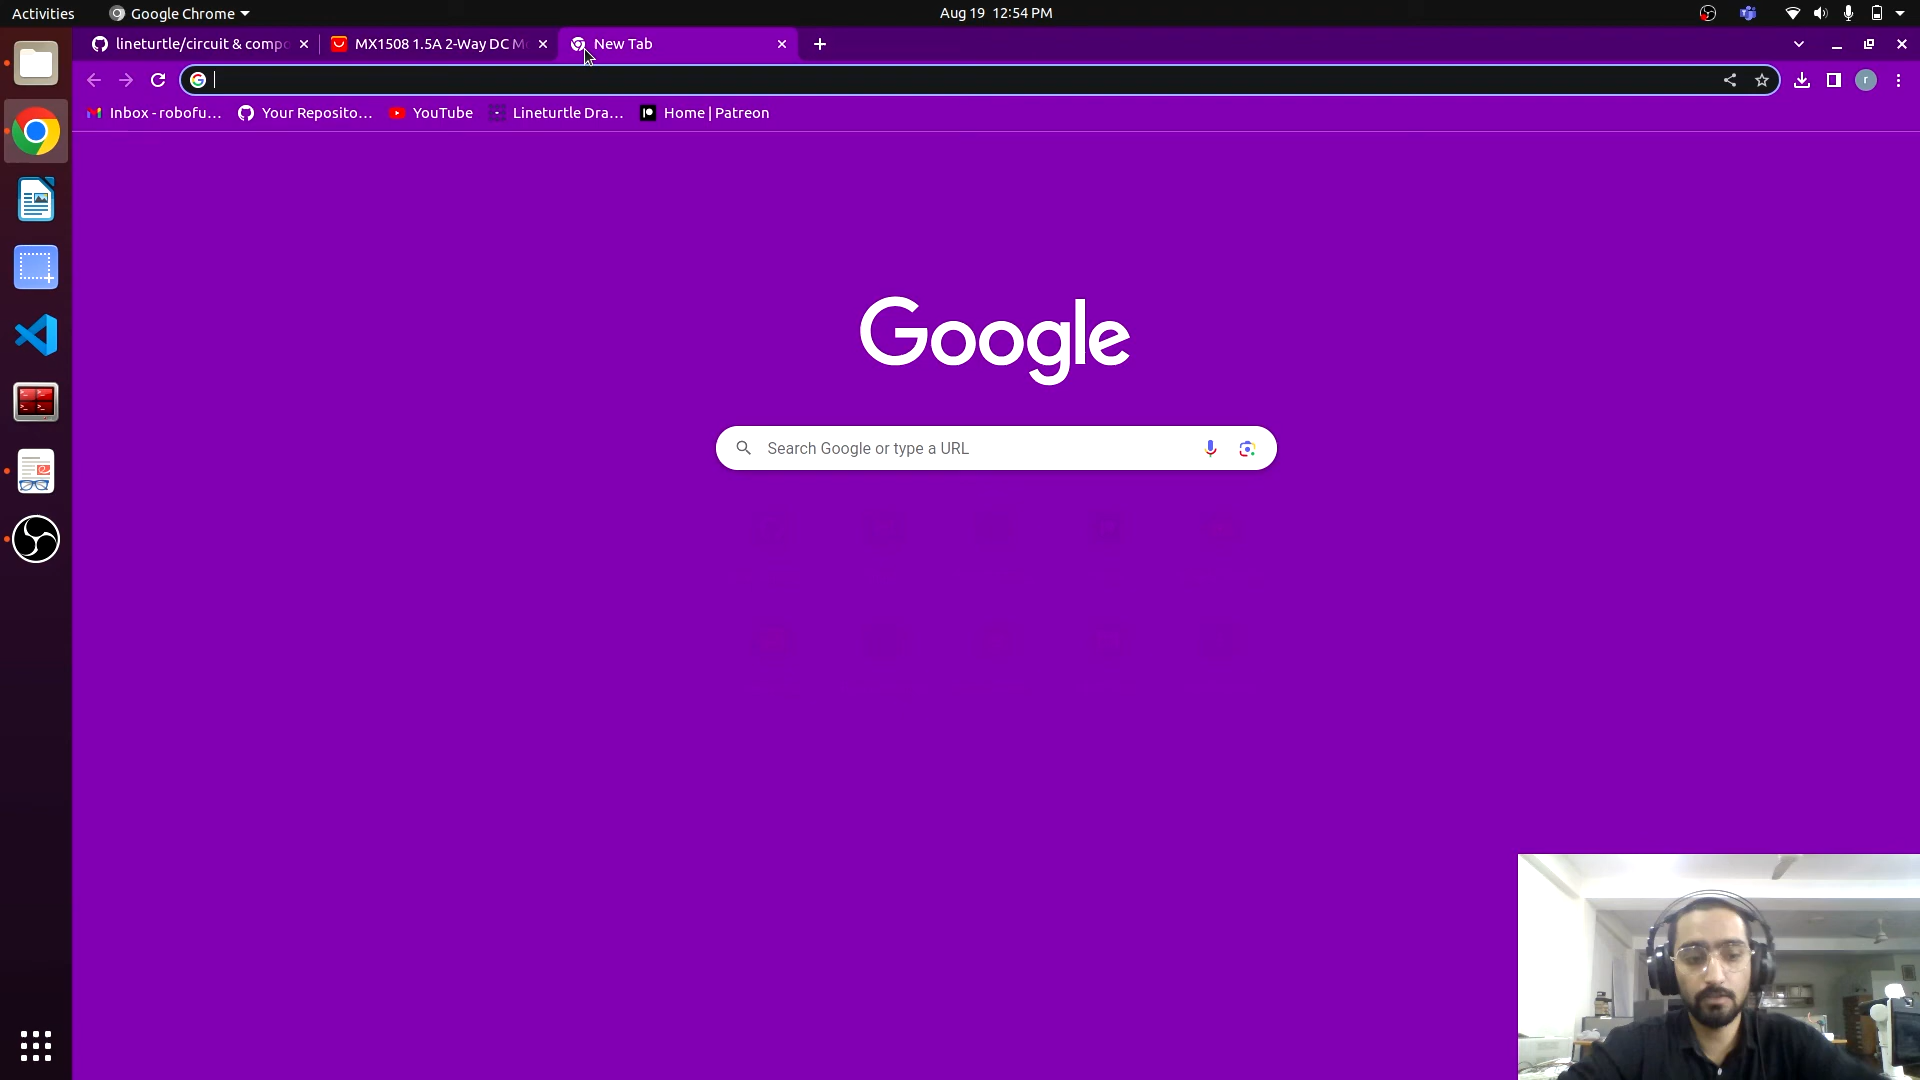 Activities
Google Chrome
Aug 19 12:54 PM
lineturtle/circuit & comp
MX1508 1.5A 2-Way DC M
New Tab
r
Inbox - robofu...
Your Reposito...
YouTube
Lineturtle Dra...
Home | Patreon
Google
Search Google or type a URL